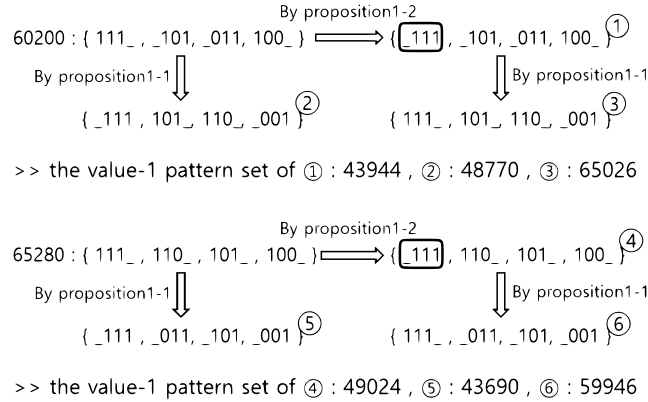 By proposition1-2
60200 : { 111_ , _101, _011, 100_ } { _111 , _101, _011, 100_ } ①
By proposition1-1 By proposition1-1
{ _111 , 101_, 110_, _001 } ② { 111_ , 101_, 110_, _001 } ③
>> the value-1 pattern set of ① : 43944 , ② : 48770 , ③ : 65026
By proposition1-2
65280 : { 111_ , 110_ , 101_ , 100_ } { _111 , 110_ , 101_ , 100_ } ④
By proposition1-1 By proposition1-1
{ _111 , _011, _101, _001 } ⑤ { 111_ , _011, _101, _001 } ⑥
>> the value-1 pattern set of ④ : 49024 , ⑤ : 43690 , ⑥ : 59946